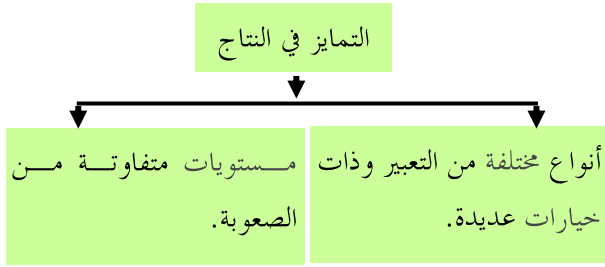 التمايز في النتاج
أنواع مختلفة من التعبير وذات
خيارات عديدة.
مستويات متفاوتة من
الصعوبة.